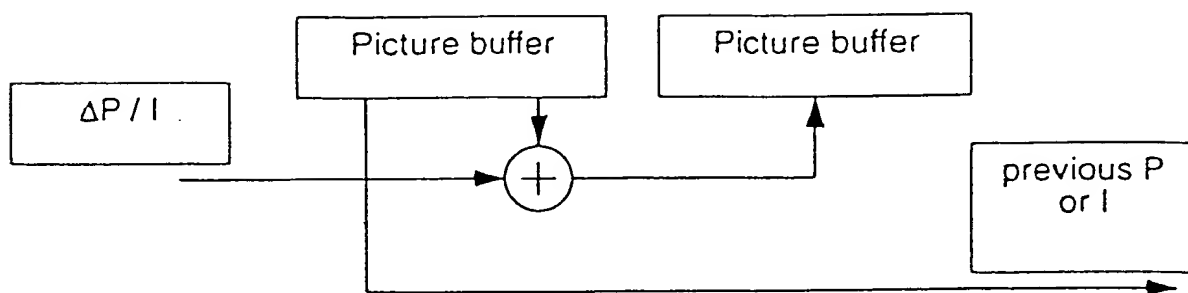 Picture buffer
Picture buffer
ΔP / I
+
previous P
or I